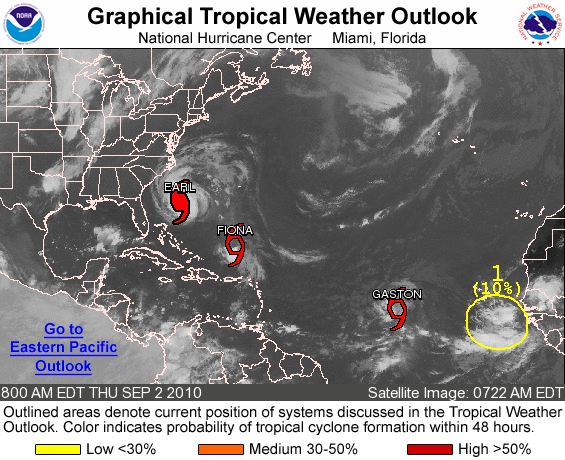 NOAA
Graphical Tropical Weather Outlook
National Hurricane Center Miami, Florida
EARL
FIONA
1
(10%)
GASTON
Go to
Eastern Pacific
Outlook
800 AM EDT THU SEP 2 2010 Satellite Image: 0722 AM EDT
Outlined areas denote current position of systems discussed in the Tropical Weather
Outlook. Color indicates probability of tropical cyclone formation within 48 hours.
Low <30% Medium 30-50% High >50%